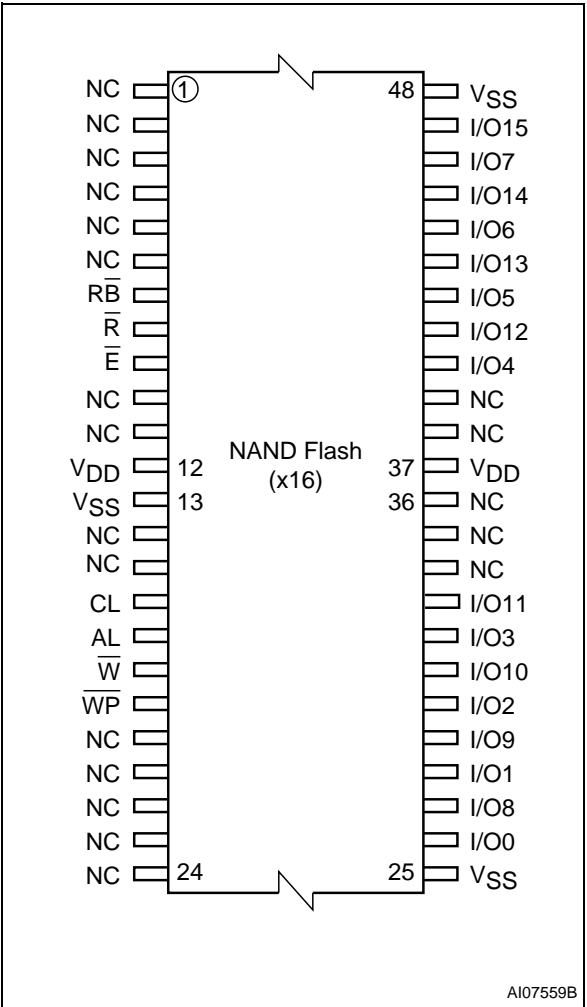 NC ① 48 VSS
NC I/O15
NC I/O7
NC I/O14
NC I/O6
NC I/O13
RB̅ I/O5
R̅ I/O12
E̅ I/O4
NC NC
NC NC
VDD 12 NAND Flash 37 VDD
VSS 13 (x16) 36 NC
NC NC
NC NC
CL I/O11
AL I/O3
W̅ I/O10
W̅P̅ I/O2
NC I/O9
NC I/O1
NC I/O8
NC I/O0
NC 24 25 VSS
AI07559B